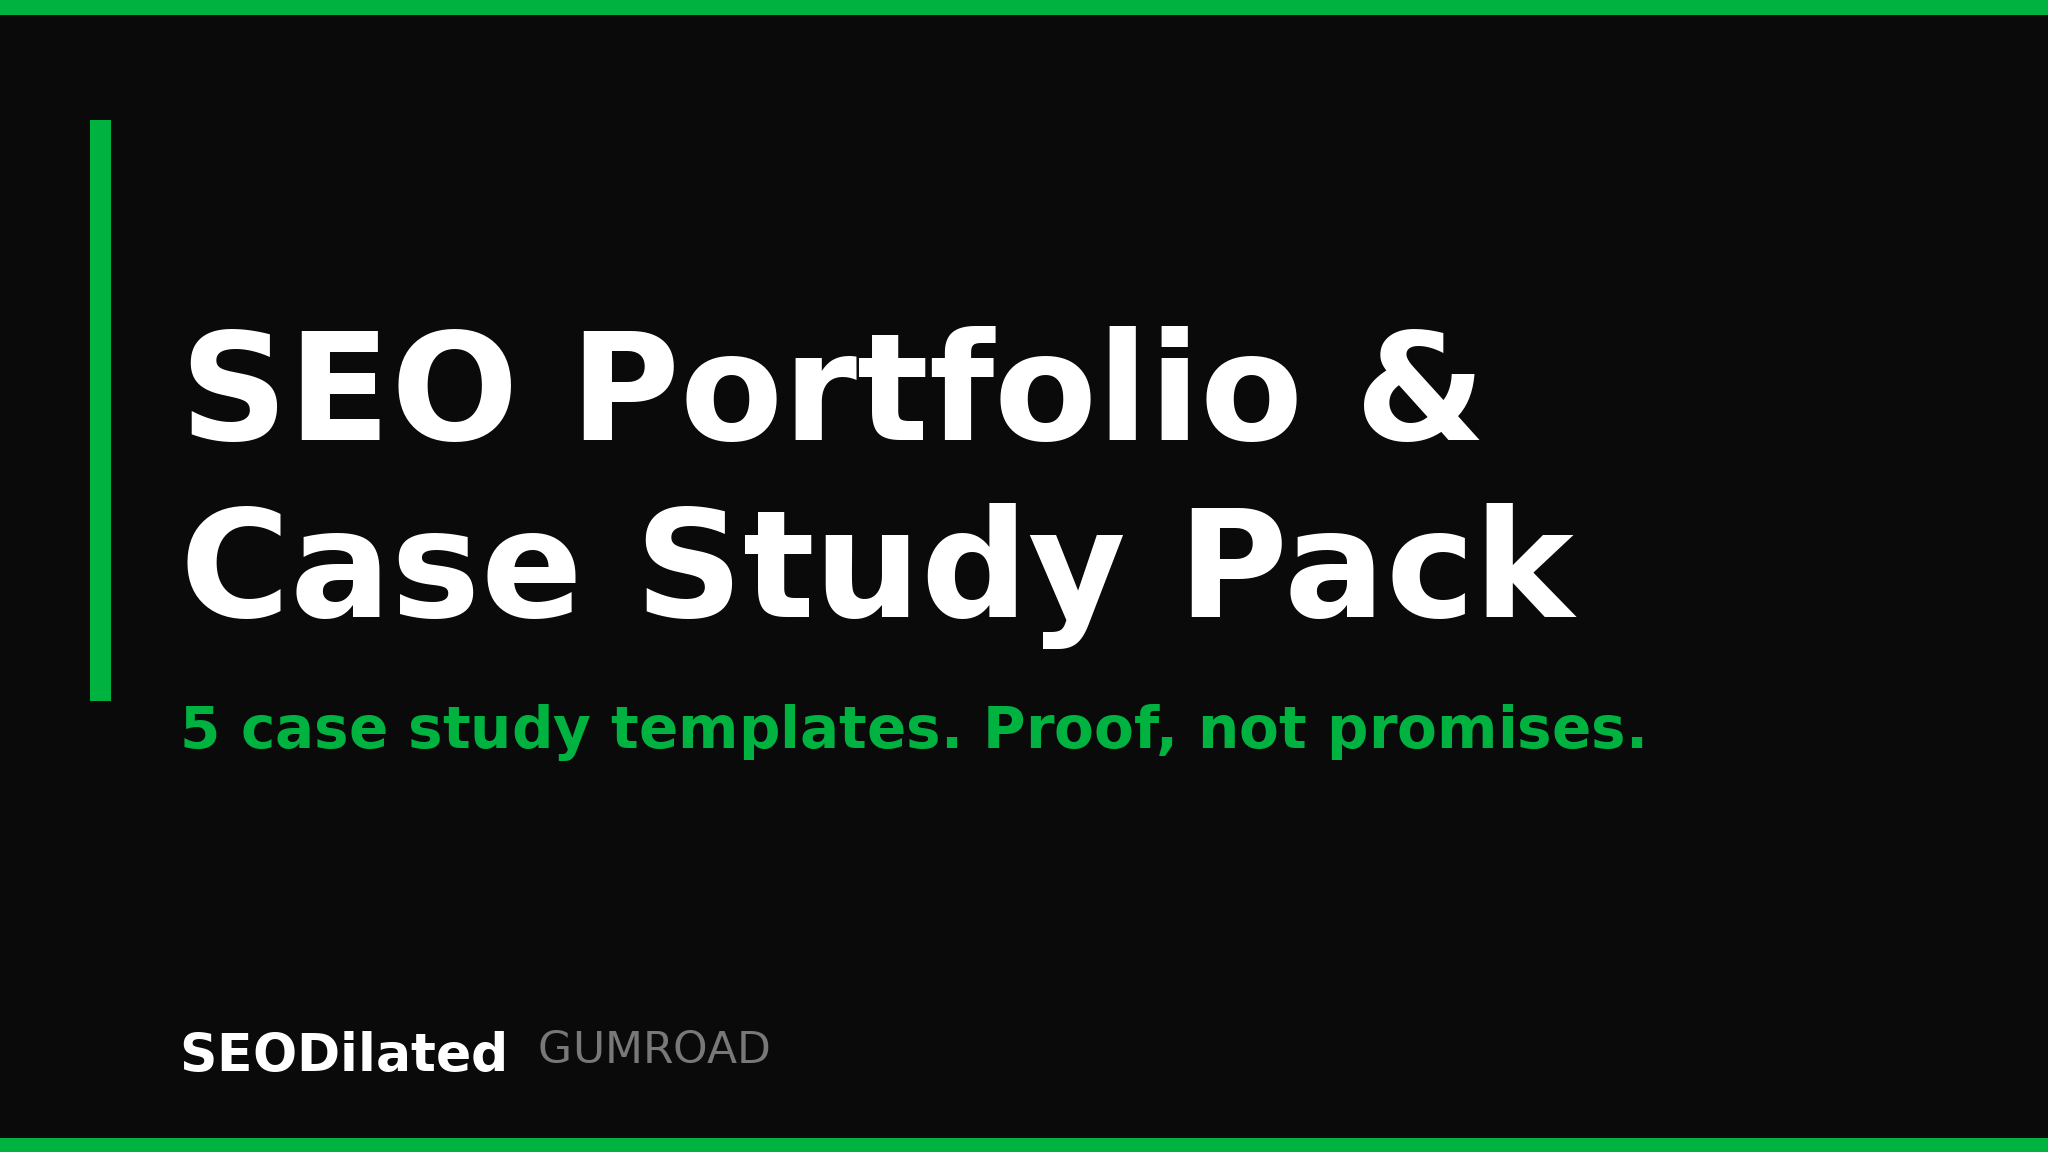 SEO Portfolio &
Case Study Pack
5 case study templates. Proof, not promises.
SEODilated GUMROAD